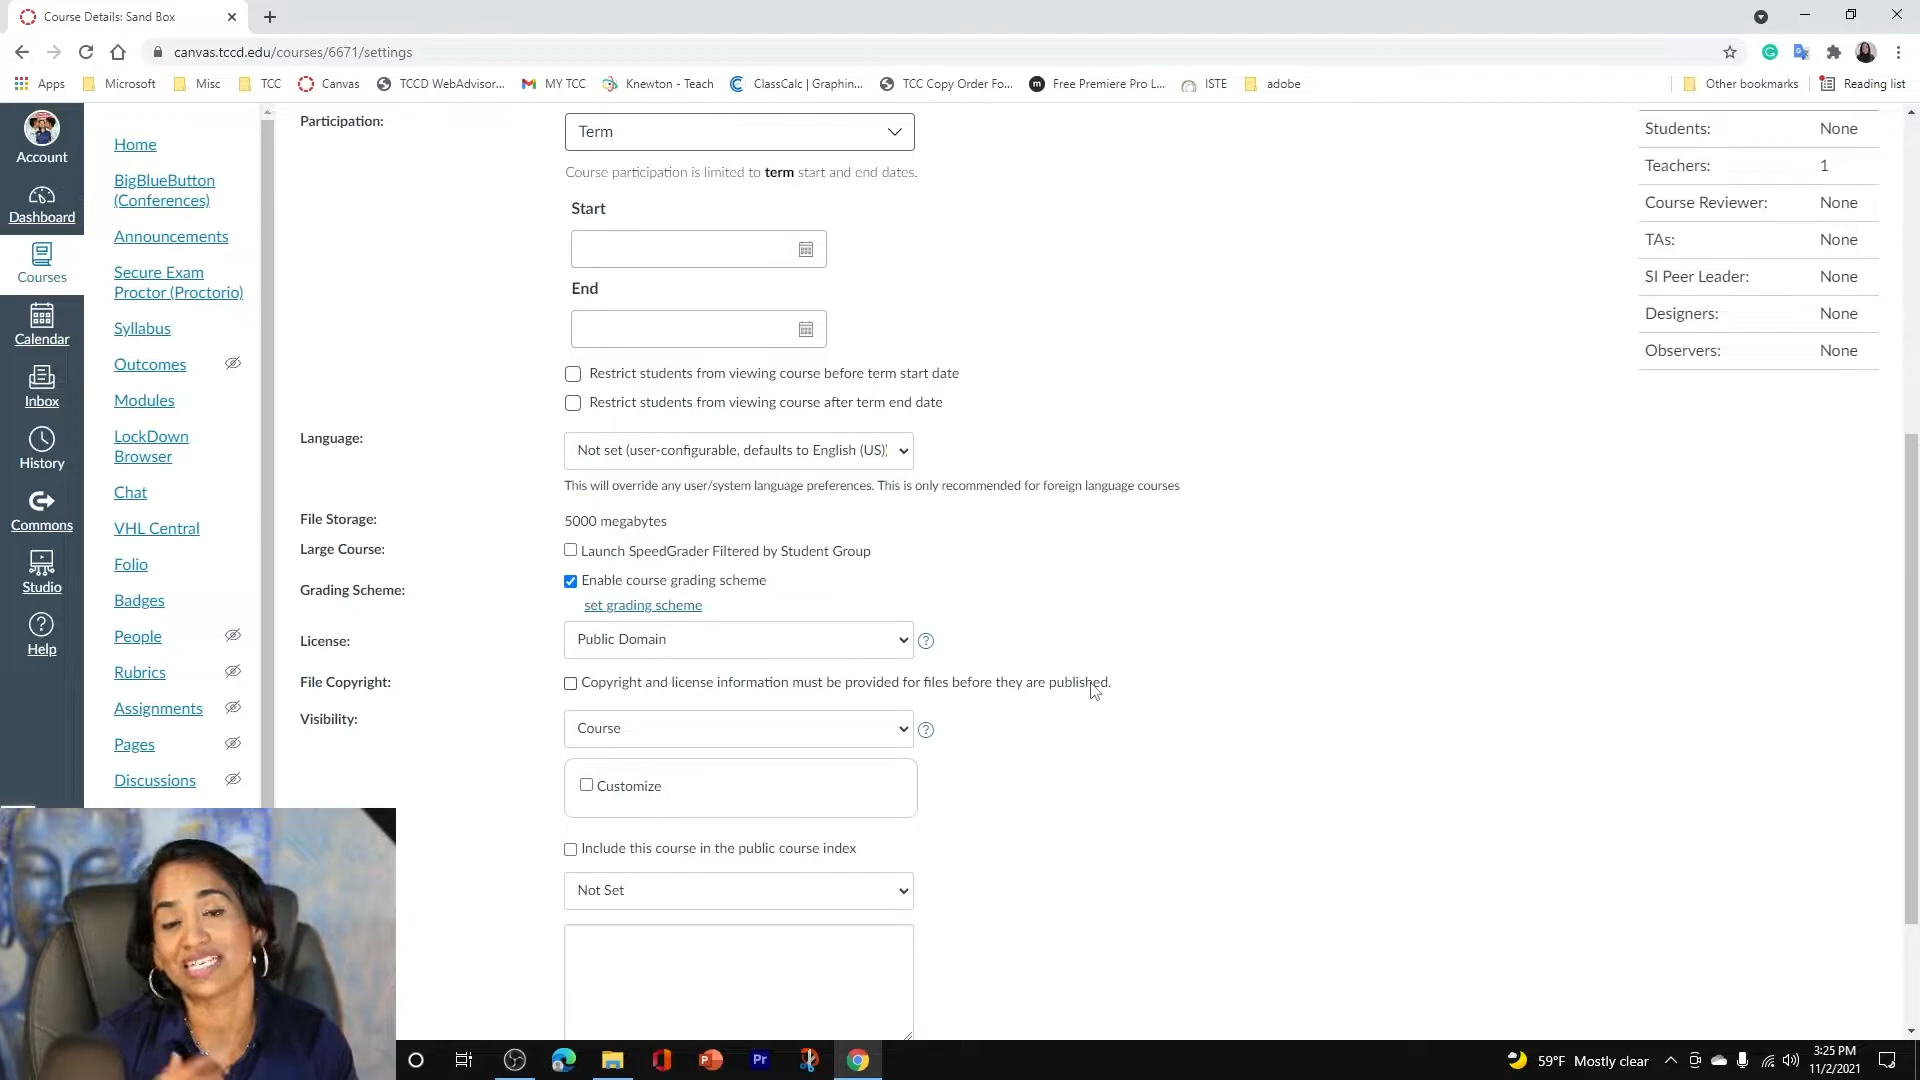 Course Details: Sand Box
canvas.tccd.edu/courses/6671/settings
Apps Microsoft Misc TCC Canvas TCCD WebAdvisor... MY TCC Knewton - Teach ClassCalc | Graphin... TCC Copy Order Fo... Free Premiere Pro L... ISTE adobe Other bookmarks Reading list
Account
Dashboard
Courses
Calendar
Inbox
History
Commons
Studio
Help
Home
BigBlueButton
(Conferences)
Announcements
Secure Exam
Proctor (Proctorio)
Syllabus
Outcomes
Modules
LockDown
Browser
Chat
VHL Central
Folio
Badges
People
Rubrics
Assignments
Pages
Discussions
Participation:
Term
Course participation is limited to term start and end dates.
Start
End
Restrict students from viewing course before term start date
Restrict students from viewing course after term end date
Language:
Not set (user-configurable, defaults to English (US))
This will override any user/system language preferences. This is only recommended for foreign language courses
File Storage:
5000 megabytes
Large Course:
Launch SpeedGrader Filtered by Student Group
Grading Scheme:
Enable course grading scheme
set grading scheme
License:
Public Domain
File Copyright:
Copyright and license information must be provided for files before they are published.
Visibility:
Course
Customize
Include this course in the public course index
Not Set
Students: None
Teachers: 1
Course Reviewer: None
TAs: None
SI Peer Leader: None
Designers: None
Observers: None
59°F Mostly clear
3:25 PM
11/2/2021